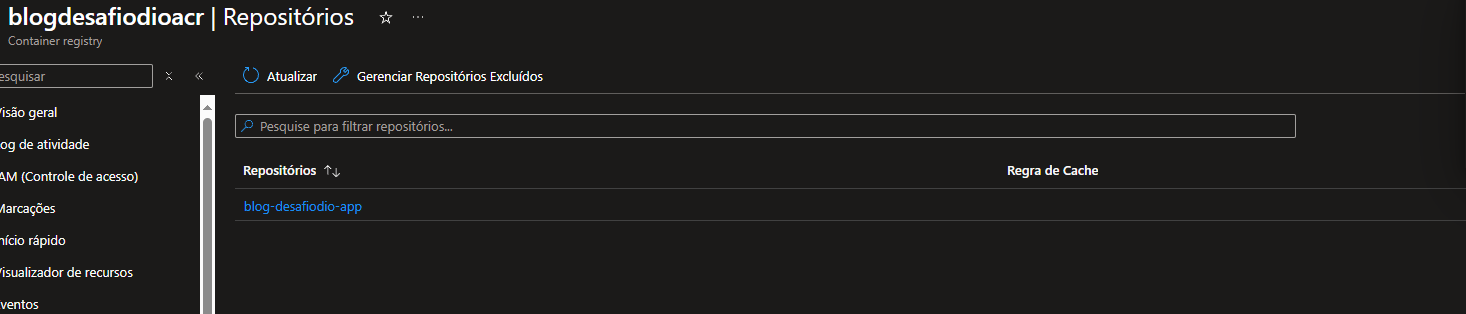 blogdesafiodioacr | Repositórios
Container registry
esquisar
Atualizar
Gerenciar Repositórios Excluídos
Visão geral
og de atividade
AM (Controle de acesso)
Marcações
nício rápido
Visualizador de recursos
ventos
Pesquise para filtrar repositórios...
Repositórios
Regra de Cache
blog-desafiodio-app